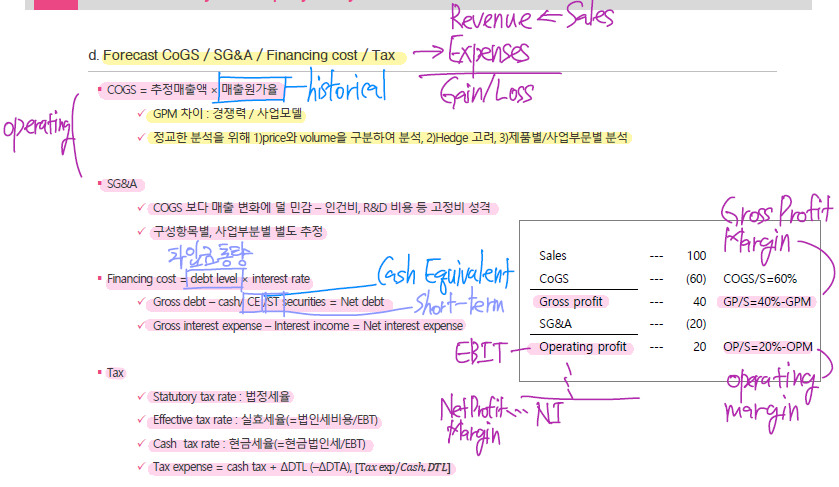 Revenue ← Sales
d. Forecast CoGS / SG&A / Financing cost / Tax → Expenses
Gain/Loss
▪ COGS = 추정매출액 × 매출원가율 historical
operating
✓ GPM 차이 : 경쟁력 / 사업모델
✓ 정교한 분석을 위해 1)price와 volume을 구분하여 분석, 2)Hedge 고려, 3)제품별/사업부문별 분석
▪ SG&A
✓ COGS 보다 매출 변화에 덜 민감 – 인건비, R&D 비용 등 고정비 성격
✓ 구성항목별, 사업부분별 별도 추정
차입금 총량
▪ Financing cost = debt level × interest rate
Cash Equivalent
✓ Gross debt – cash/ CE/ST securities = Net debt
Short-term
✓ Gross interest expense – Interest income = Net interest expense
▪ Tax
✓ Statutory tax rate : 법정세율
✓ Effective tax rate : 실효세율(=법인세비용/EBT)
✓ Cash tax rate : 현금세율(=현금법인세/EBT)
✓ Tax expense = cash tax + ΔDTL (–ΔDTA), [Tax exp/Cash, DTL]
Gross Profit
Margin
Sales --- 100
CoGS --- (60) COGS/S=60%
Gross profit --- 40 GP/S=40%-GPM
SG&A --- (20)
EBIT Operating profit --- 20 OP/S=20%-OPM
operating
margin
Net Profit
Margin
NI